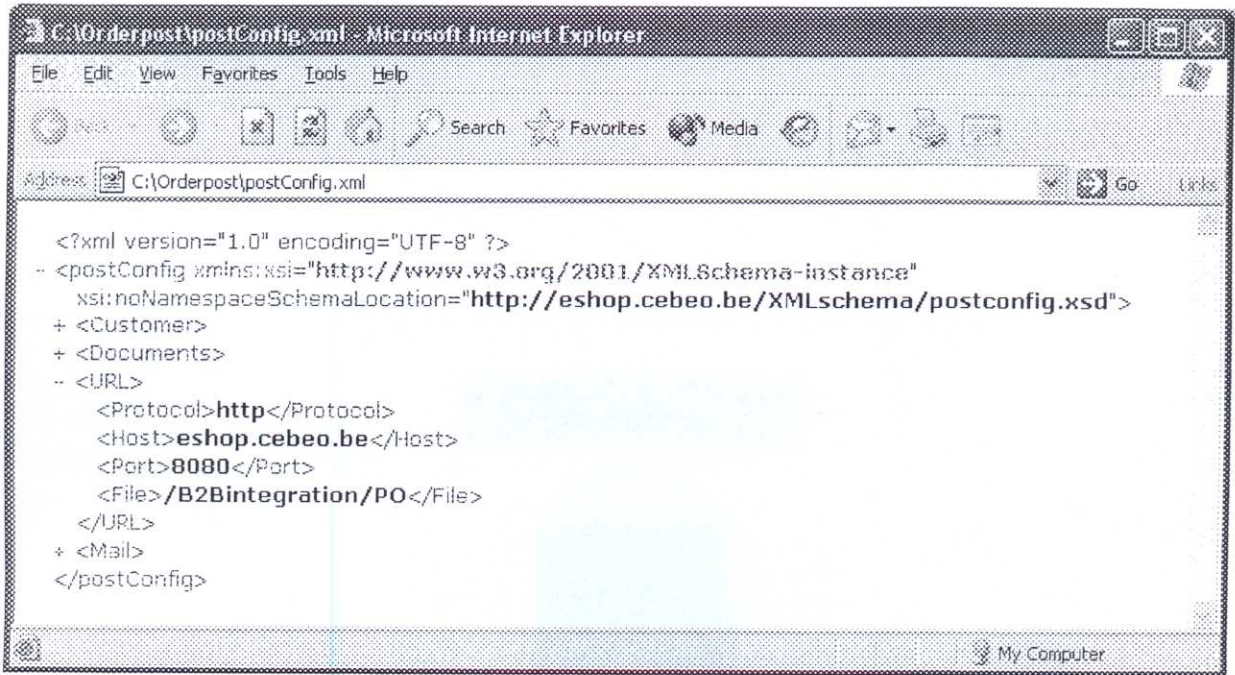 C:\Orderpost\postConfig.xml - Microsoft Internet Explorer
File Edit View Favorites Tools Help
Back Search Favorites Media
Address C:\Orderpost\postConfig.xml Go Links
<?xml version="1.0" encoding="UTF-8" ?>
- <postConfig xmlns:xsi="http://www.w3.org/2001/XMLSchema-instance"
xsi:noNamespaceSchemaLocation="http://eshop.cebeo.be/XMLschema/postconfig.xsd">
+ <Customer>
+ <Documents>
- <URL>
<Protocol>http</Protocol>
<Host>eshop.cebeo.be</Host>
<Port>8080</Port>
<File>/B2Bintegration/PO</File>
</URL>
+ <Mail>
</postConfig>
My Computer